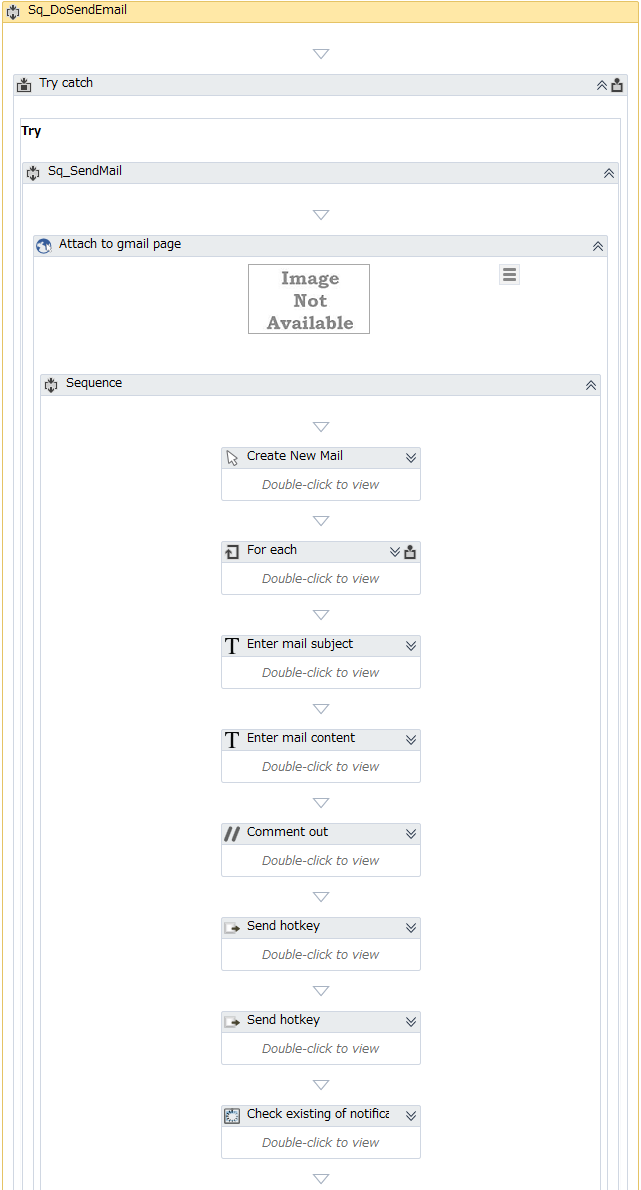 Sq_DoSendEmail
Try catch
Try
Sq_SendMail
Attach to gmail page
Image
Not
Available
Sequence
Create New Mail
Double-click to view
For each
Double-click to view
Enter mail subject
Double-click to view
Enter mail content
Double-click to view
Comment out
Double-click to view
Send hotkey
Double-click to view
Send hotkey
Double-click to view
Check existing of notifica
Double-click to view